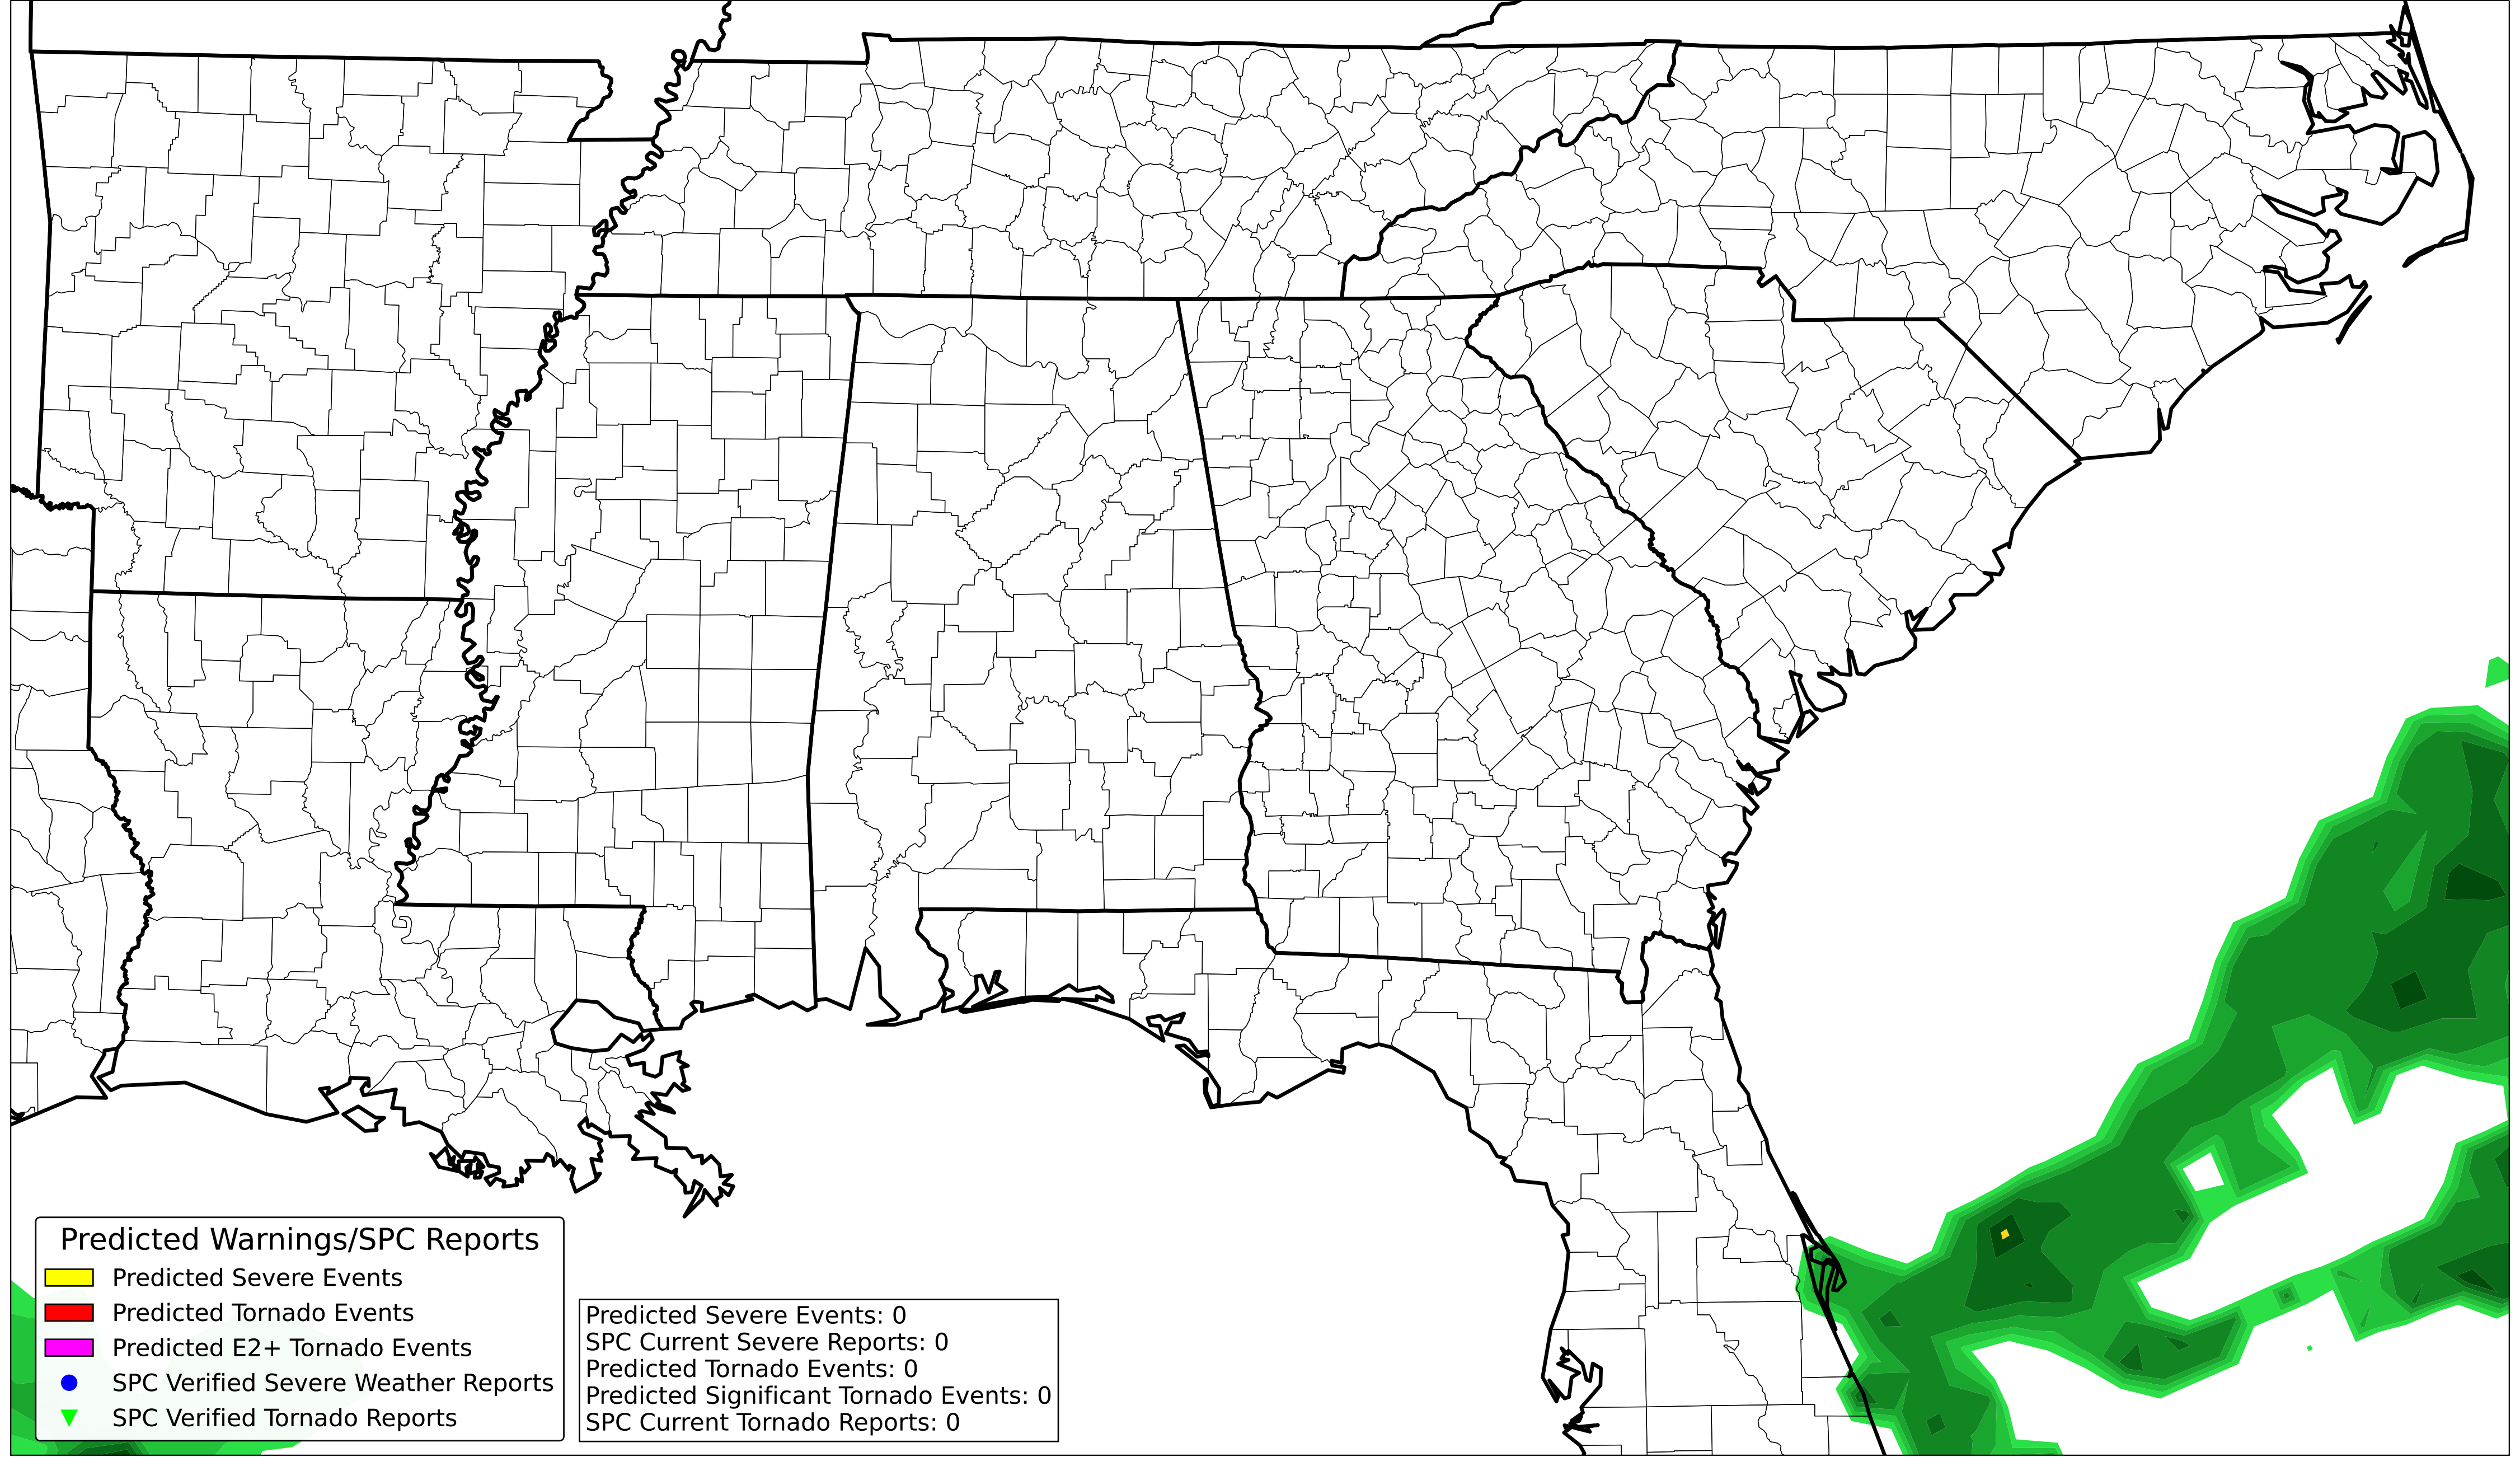 Predicted Warnings/SPC Reports
Predicted Severe Events
Predicted Tornado Events
Predicted E2+ Tornado Events
SPC Verified Severe Weather Reports
SPC Verified Tornado Reports
Predicted Severe Events: 0
SPC Current Severe Reports: 0
Predicted Tornado Events: 0
Predicted Significant Tornado Events: 0
SPC Current Tornado Reports: 0